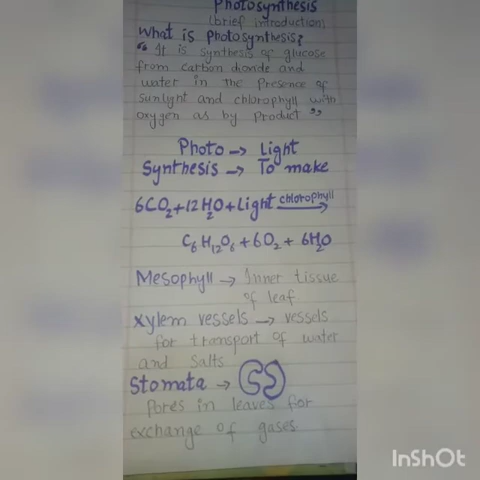 Photosynthesis
(brief introduction)
What is photosynthesis?
“It is synthesis of glucose
from carbon dioxide and
water in the Presence of
sunlight and chlorophyll with
oxygen as by product”
Photo → Light
Synthesis → To make
6CO₂+12H₂O+Light chlorophyll →
C₆H₁₂O₆+6O₂+6H₂O
Mesophyll → Inner tissue
of leaf
xylem vessels → vessels
for transport of water
and salts
Stomata →
Pores in leaves for
exchange of gases
InShOt